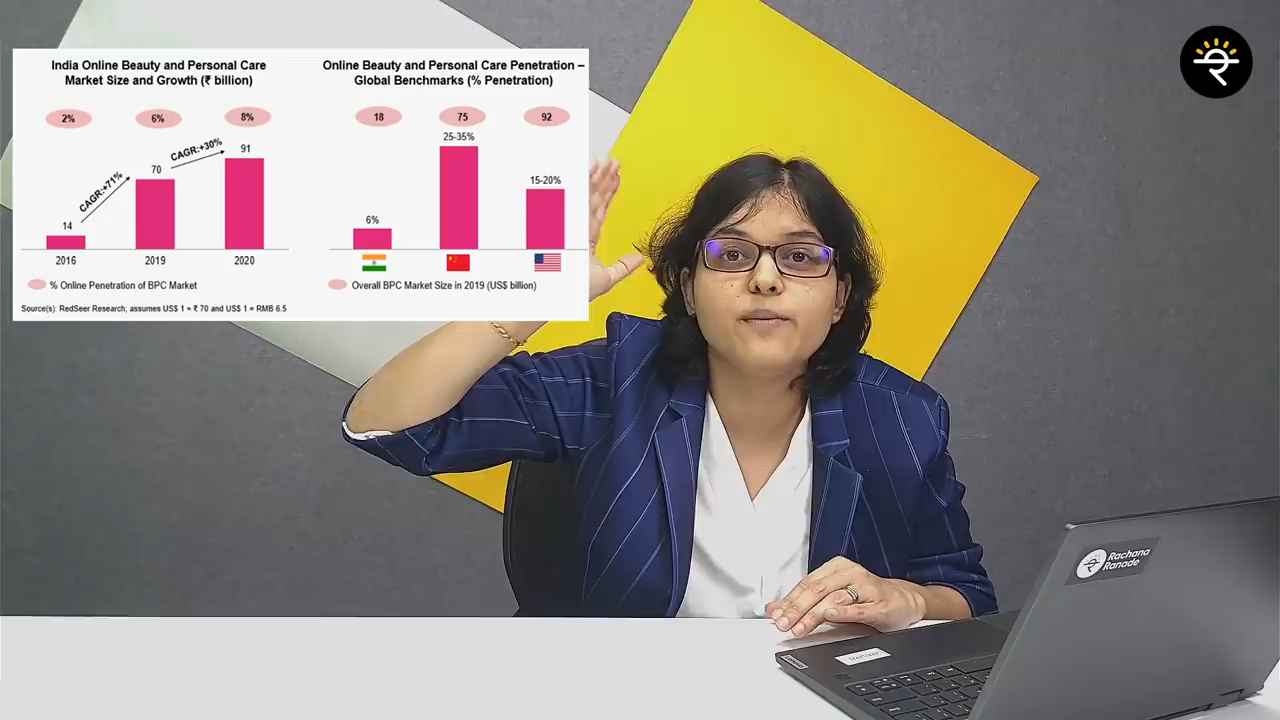 India Online Beauty and Personal Care
Market Size and Growth (₹ billion)
2%
6%
8%
CAGR:+71%
CAGR:+30%
14
70
91
2016
2019
2020
% Online Penetration of BPC Market
Online Beauty and Personal Care Penetration –
Global Benchmarks (% Penetration)
18
75
92
6%
25-35%
15-20%
Overall BPC Market Size in 2019 (US$ billion)
Source(s): RedSeer Research; assumes US$ 1 = ₹ 70 and US$ 1 = RMB 6.5
Rachana
Ranade
Lenovo